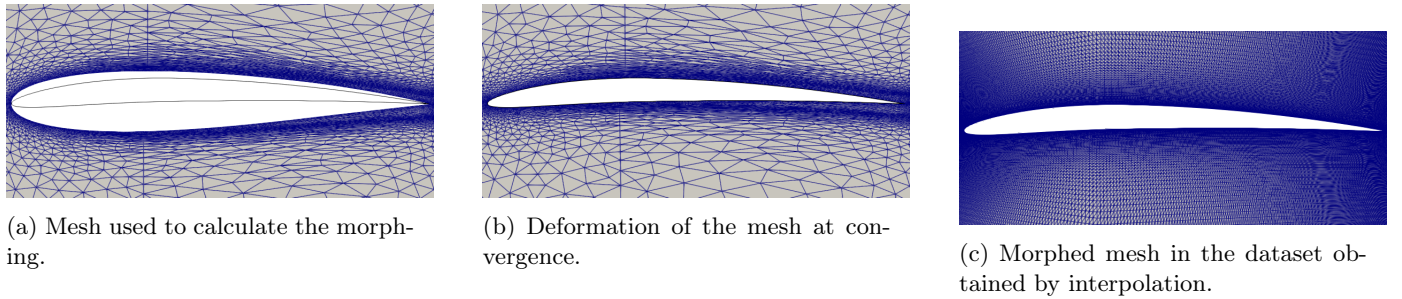 (a) Mesh used to calculate the morph-
ing.
(b) Deformation of the mesh at con-
vergence.
(c) Morphed mesh in the dataset ob-
tained by interpolation.